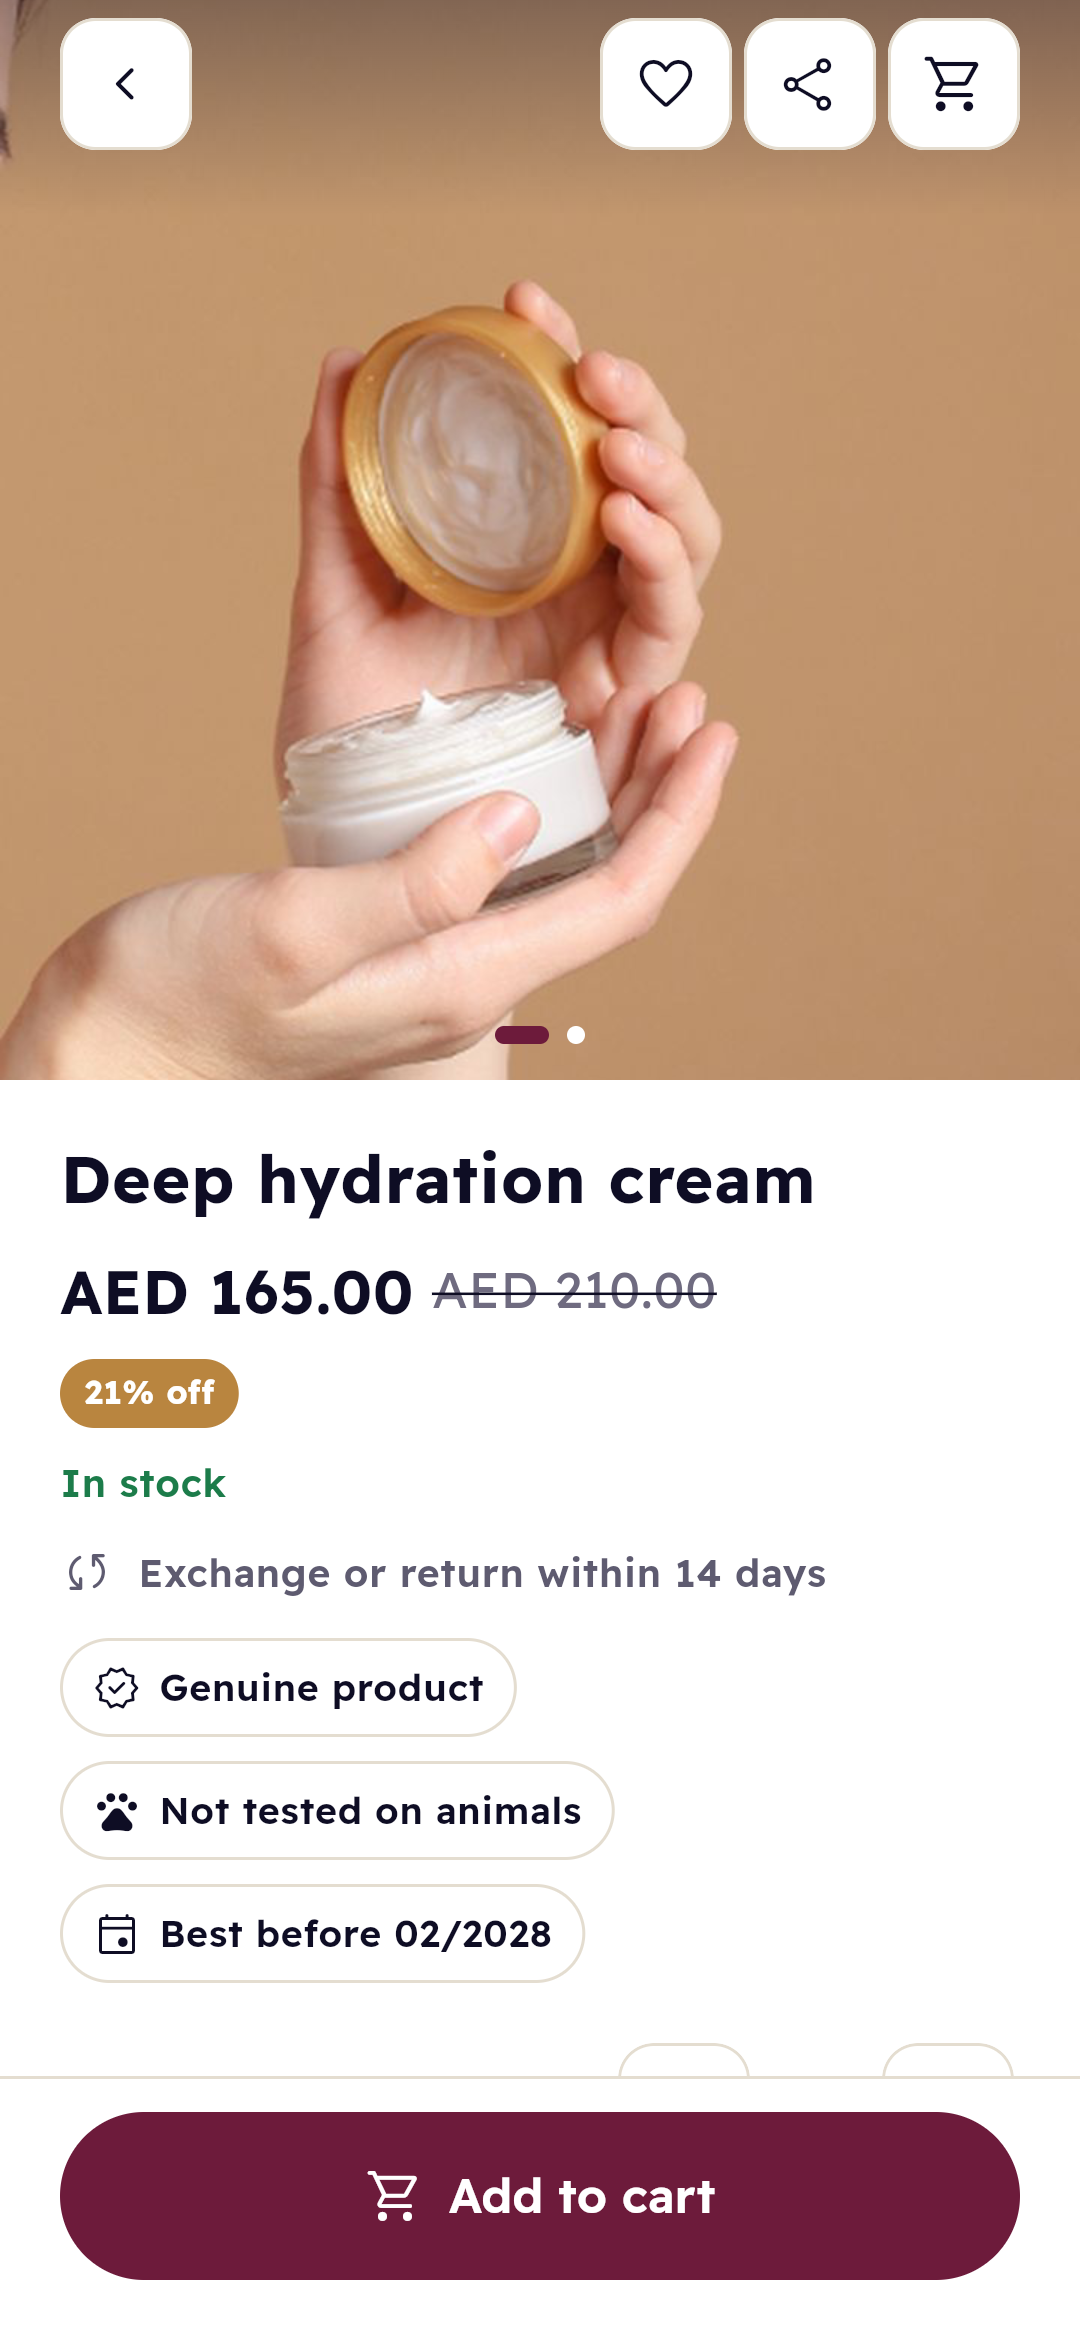 Deep hydration cream
AED 165.00 AED 210.00
21% off
In stock
Exchange or return within 14 days
Genuine product
Not tested on animals
Best before 02/2028
Add to cart